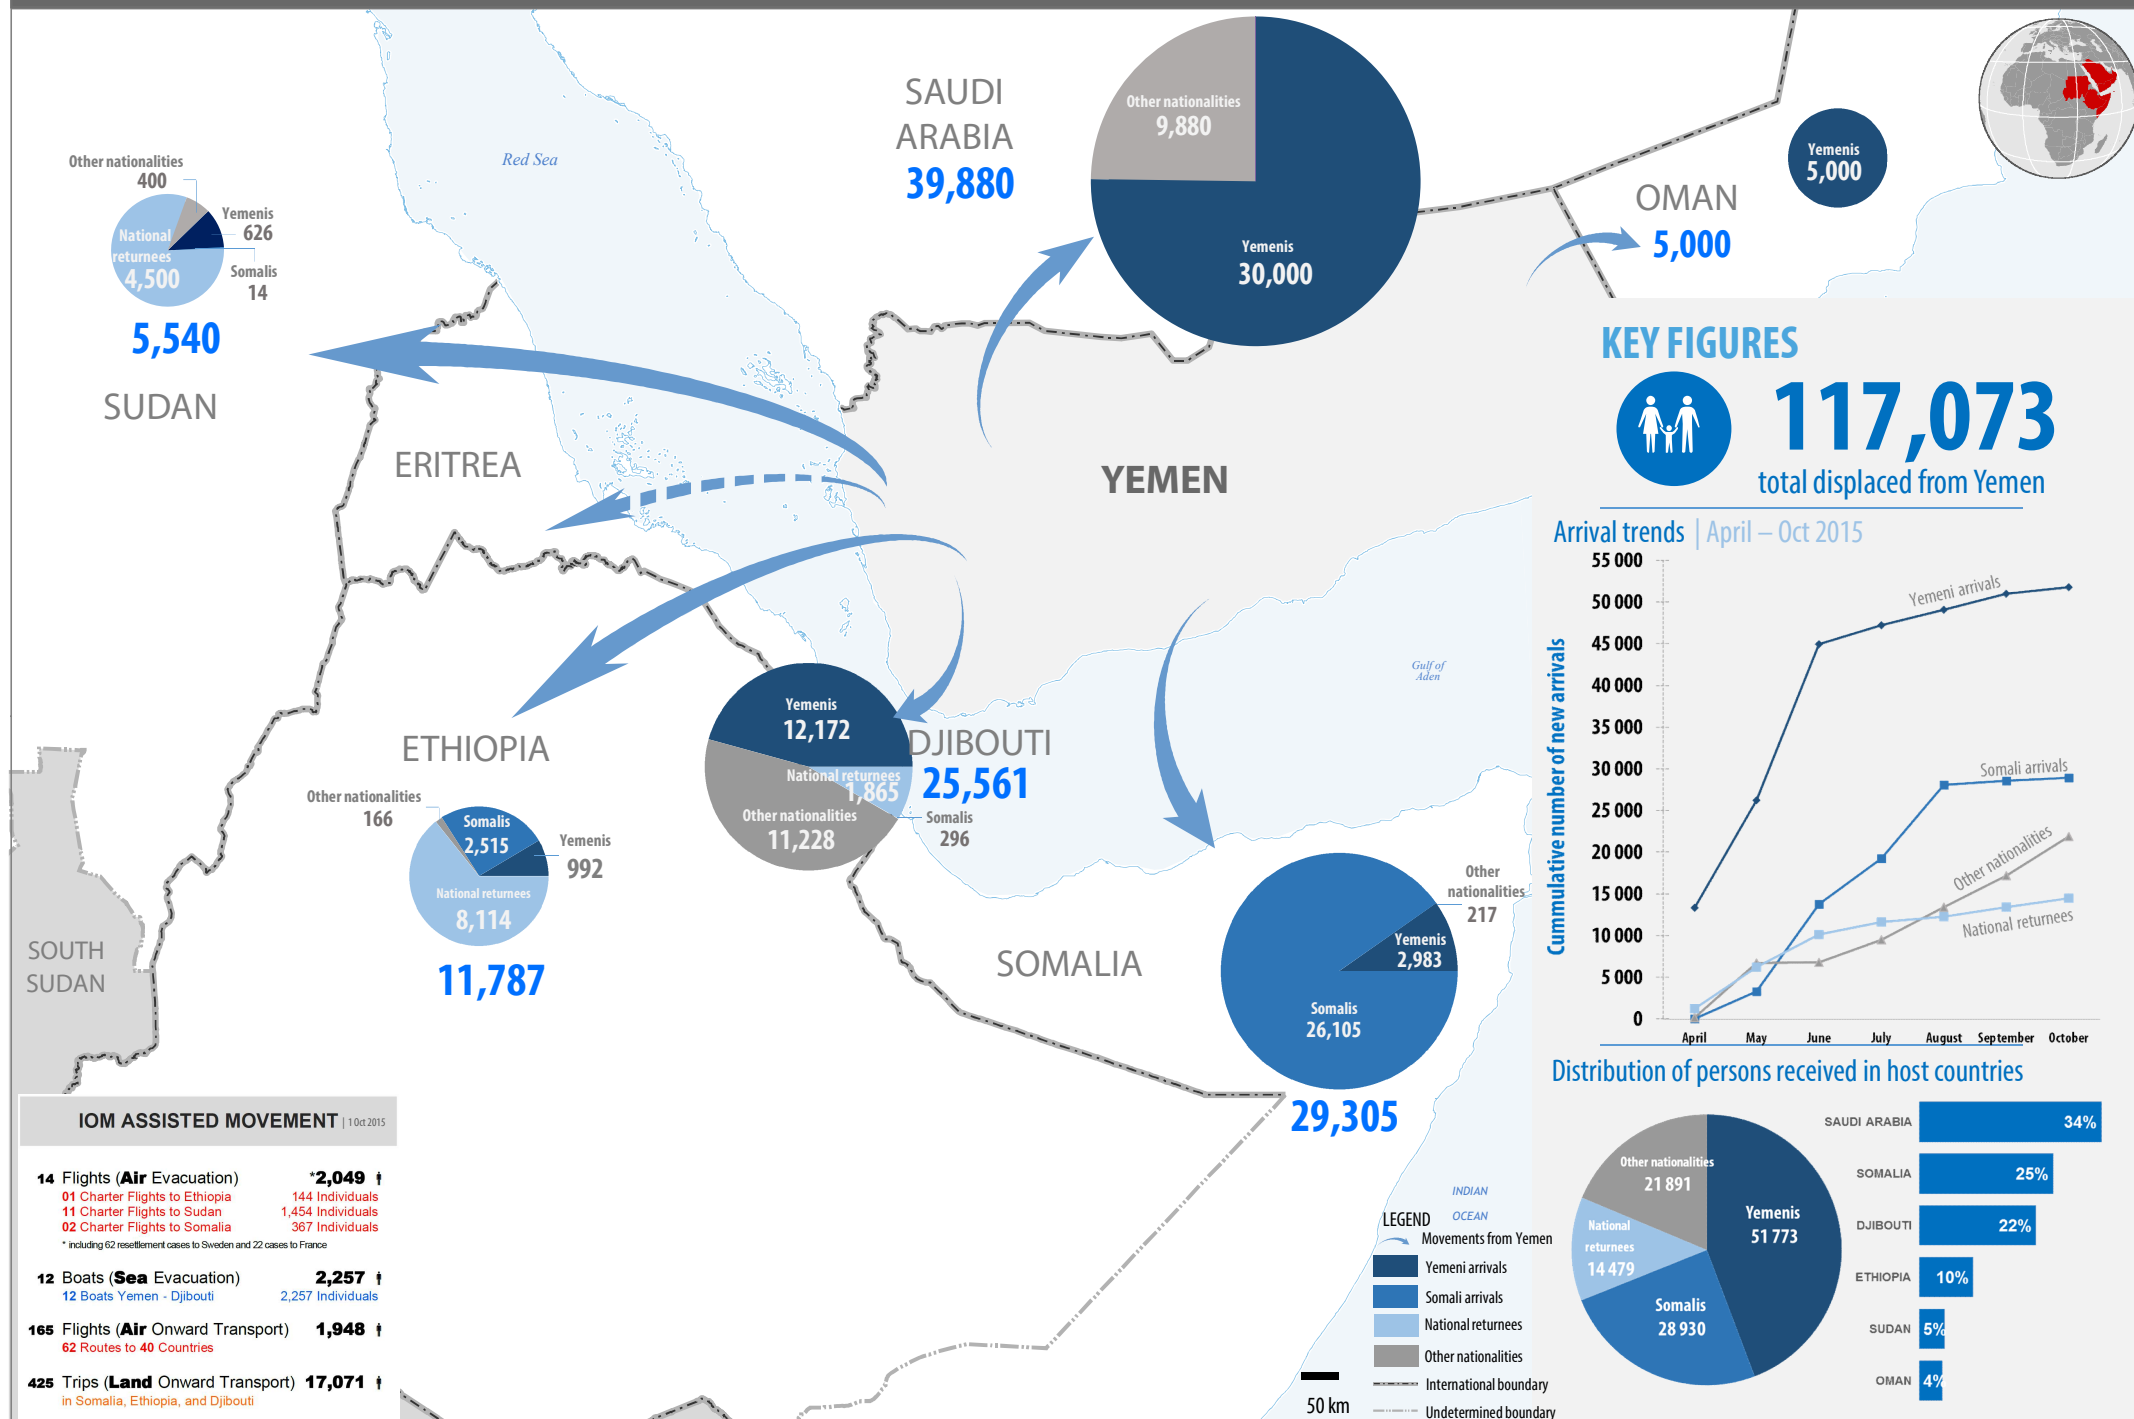 SAUDI
ARABIA
39,880
Other nationalities
9,880
Yemenis
30,000
Yemenis
5,000
OMAN
5,000
Red Sea
Other nationalities
400
Yemenis
626
National
returnees
4,500
Somalis
14
5,540
SUDAN
ERITREA
YEMEN
ETHIOPIA
Other nationalities
166
Somalis
2,515
Yemenis
992
National returnees
8,114
11,787
Yemenis
12,172
National returnees
1,865
Other nationalities
11,228
Somalis
296
DJIBOUTI
25,561
Gulf of
Aden
SOUTH
SUDAN
SOMALIA
Other
nationalities
217
Yemenis
2,983
Somalis
26,105
29,305
INDIAN
OCEAN
KEY FIGURES
117,073
total displaced from Yemen
Arrival trends | April – Oct 2015
Cummulative number of new arrivals
55 000
50 000
45 000
40 000
35 000
30 000
25 000
20 000
15 000
10 000
5 000
0
Yemeni arrivals
Somali arrivals
Other nationalities
National returnees
April May June July August September October
Distribution of persons received in host countries
Other nationalities
21 891
Yemenis
51 773
National
returnees
14 479
Somalis
28 930
SAUDI ARABIA 34%
SOMALIA 25%
DJIBOUTI 22%
ETHIOPIA 10%
SUDAN 5%
OMAN 4%
LEGEND
Movements from Yemen
Yemeni arrivals
Somali arrivals
National returnees
Other nationalities
International boundary
Undetermined boundary
50 km
IOM ASSISTED MOVEMENT | 1 Oct 2015
14 Flights (Air Evacuation) *2,049
01 Charter Flights to Ethiopia 144 Individuals
11 Charter Flights to Sudan 1,454 Individuals
02 Charter Flights to Somalia 367 Individuals
* including 62 resettlement cases to Sweden and 22 cases to France
12 Boats (Sea Evacuation) 2,257
12 Boats Yemen - Djibouti 2,257 Individuals
165 Flights (Air Onward Transport) 1,948
62 Routes to 40 Countries
425 Trips (Land Onward Transport) 17,071
in Somalia, Ethiopia, and Djibouti